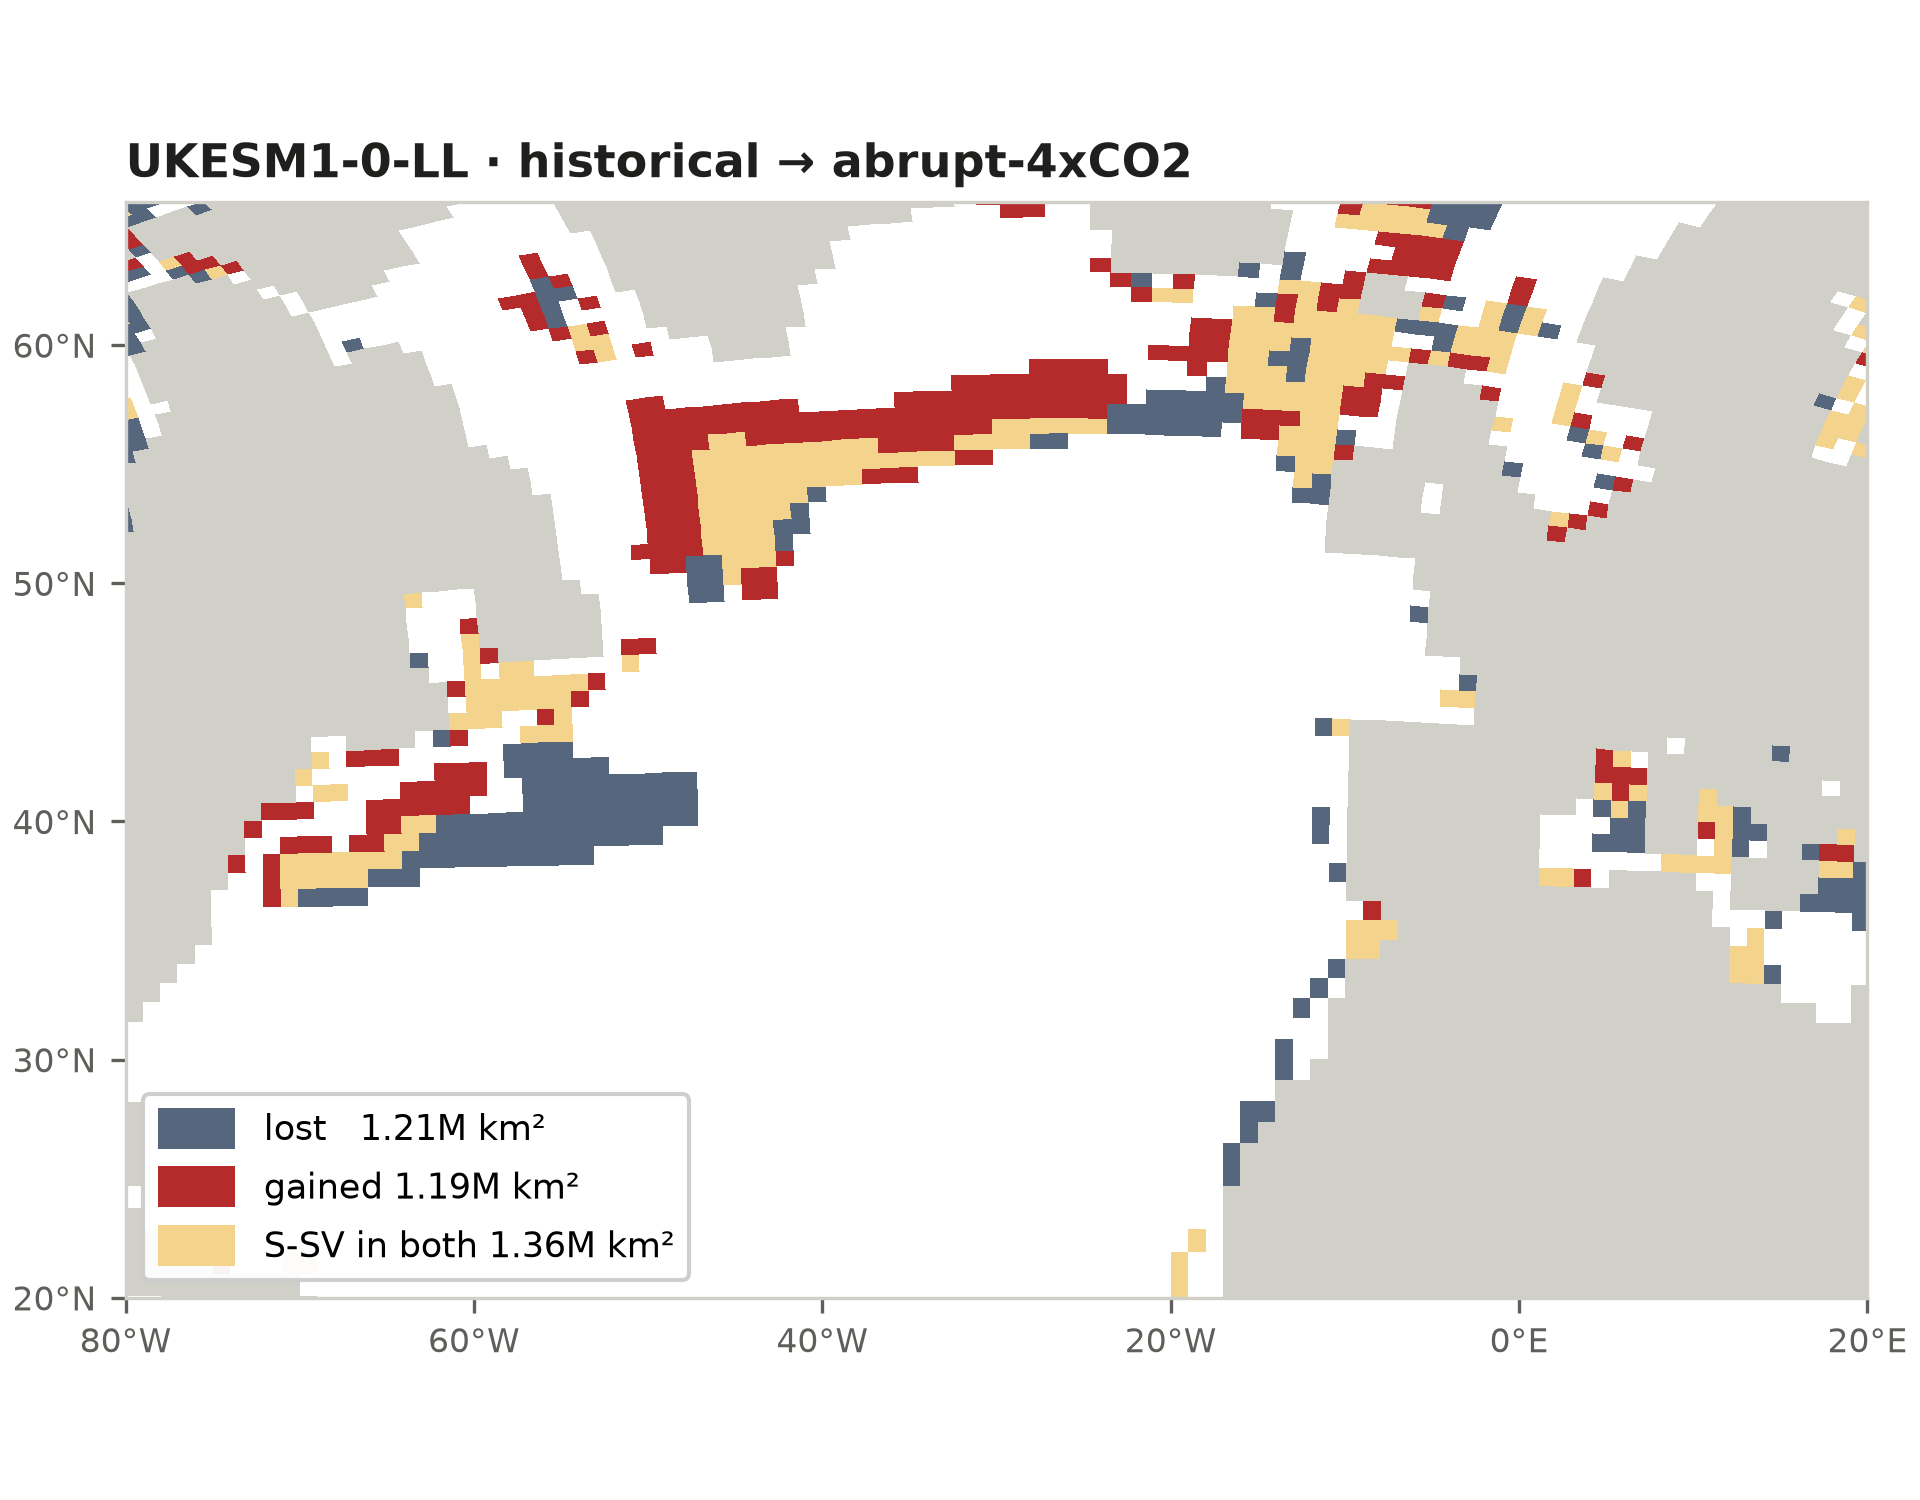 UKESM1-0-LL · historical → abrupt-4xCO2
60°N
50°N
40°N
30°N
20°N
lost 1.21M km²
gained 1.19M km²
S-SV in both 1.36M km²
80°W 60°W 40°W 20°W 0°E 20°E